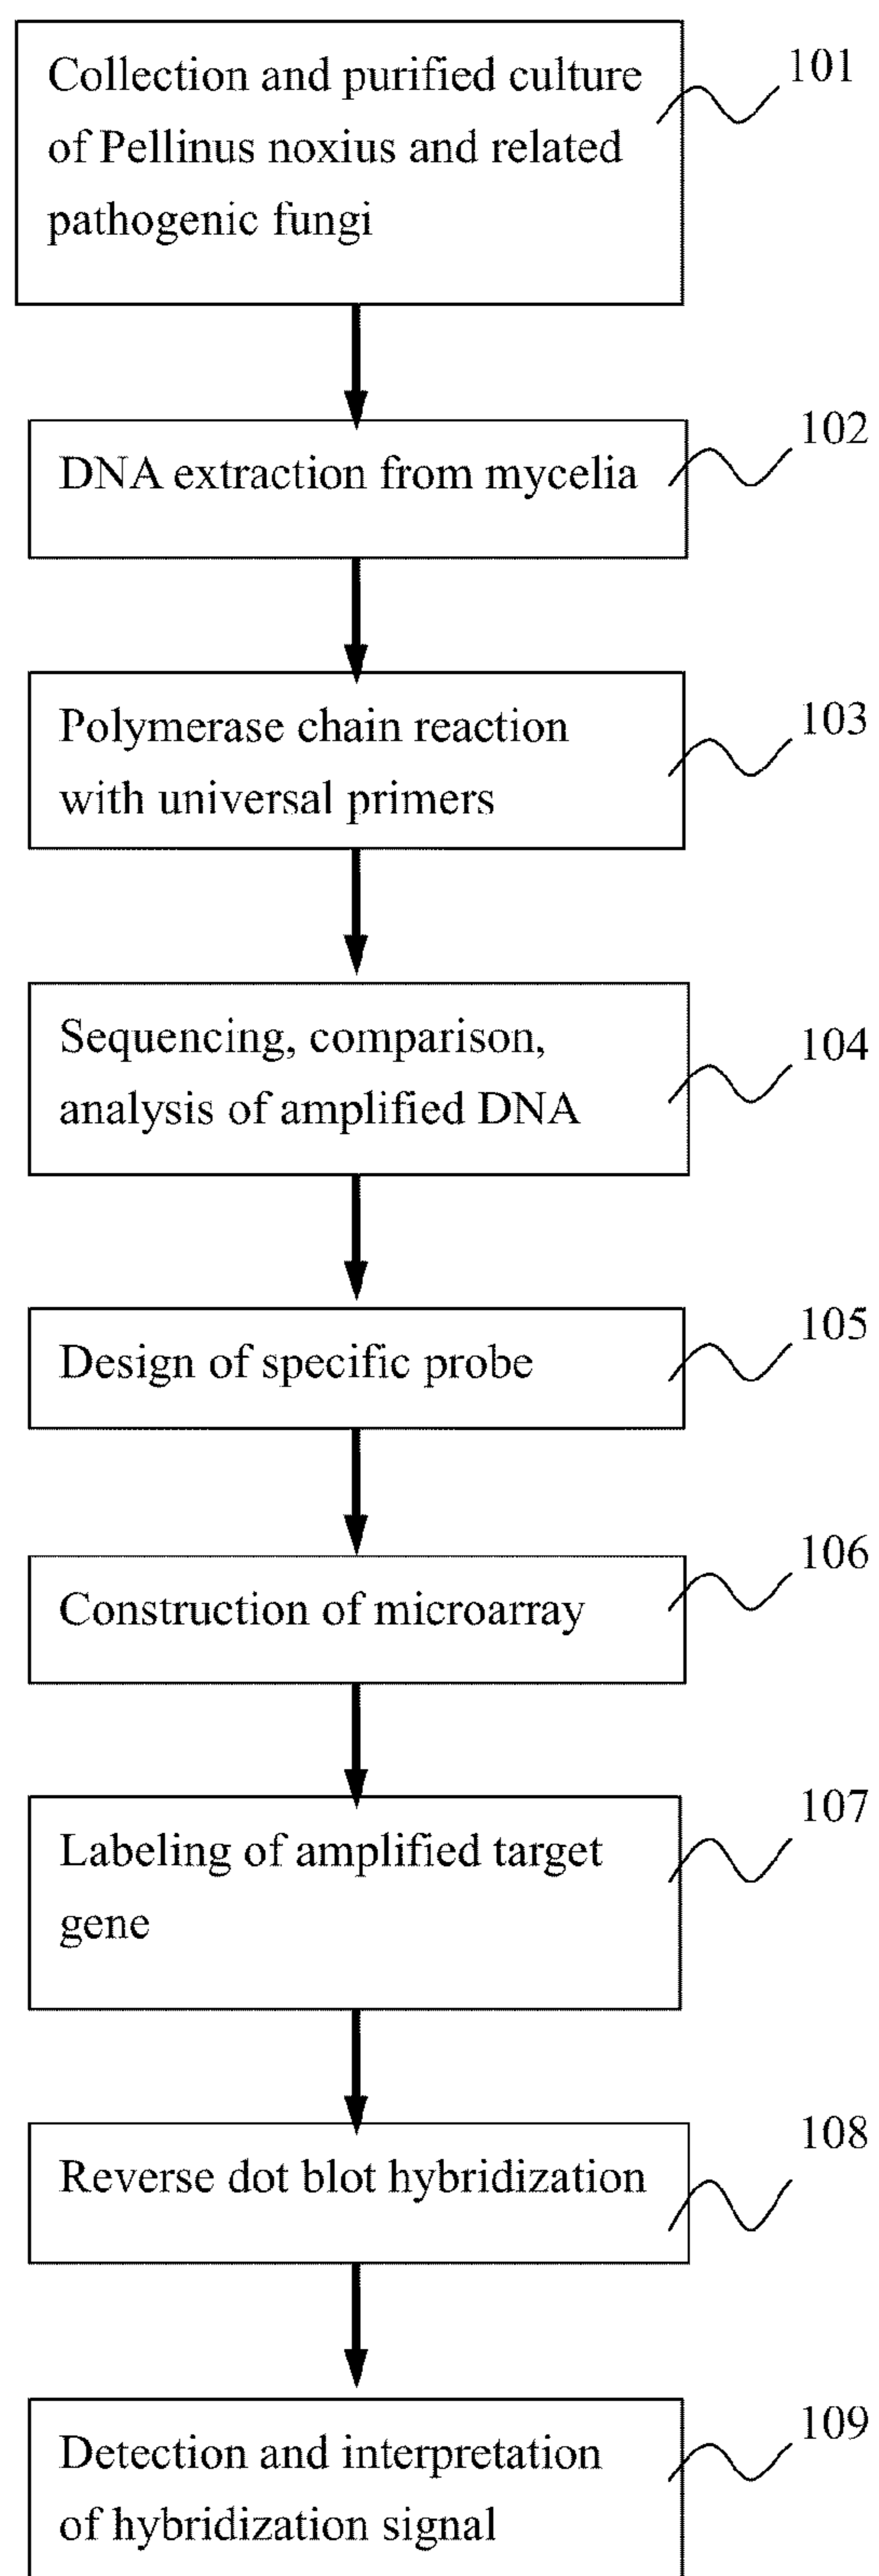 Collection and purified culture
of Pellinus noxius and related
pathogenic fungi
101
DNA extraction from mycelia
102
Polymerase chain reaction
with universal primers
103
Sequencing, comparison,
analysis of amplified DNA
104
Design of specific probe
105
Construction of microarray
106
Labeling of amplified target
gene
107
Reverse dot blot hybridization
108
Detection and interpretation
of hybridization signal
109